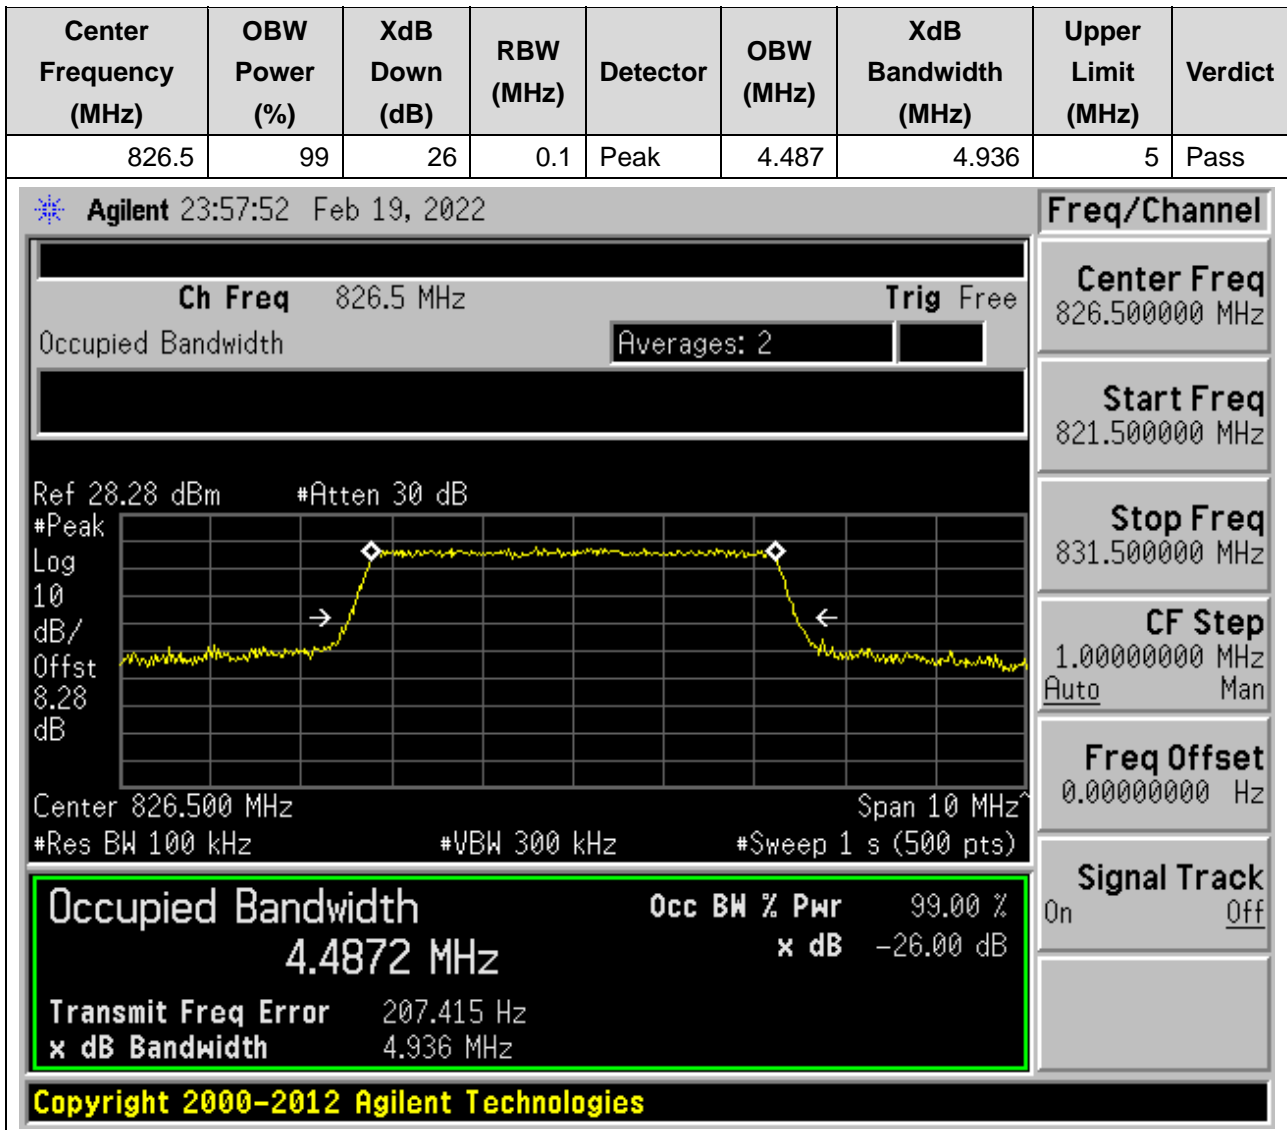 Center Frequency (MHz) OBW Power (%) XdB Down (dB) RBW (MHz) Detector OBW (MHz) XdB Bandwidth (MHz) Upper Limit (MHz) Verdict
826.5 99 26 0.1 Peak 4.487 4.936 5 Pass
Agilent 23:57:52 Feb 19, 2022
Ch Freq 826.5 MHz Trig Free
Occupied Bandwidth Averages: 2
Ref 28.28 dBm #Atten 30 dB
#Peak
Log
10
dB/
Offst
8.28
dB
Center 826.500 MHz Span 10 MHz^
#Res BW 100 kHz #VBW 300 kHz #Sweep 1 s (500 pts)
Occupied Bandwidth Occ BW % Pwr 99.00 %
4.4872 MHz x dB -26.00 dB
Transmit Freq Error 207.415 Hz
x dB Bandwidth 4.936 MHz
Copyright 2000-2012 Agilent Technologies
Freq/Channel
Center Freq
826.500000 MHz
Start Freq
821.500000 MHz
Stop Freq
831.500000 MHz
CF Step
1.00000000 MHz
Auto Man
Freq Offset
0.00000000 Hz
Signal Track
On Off